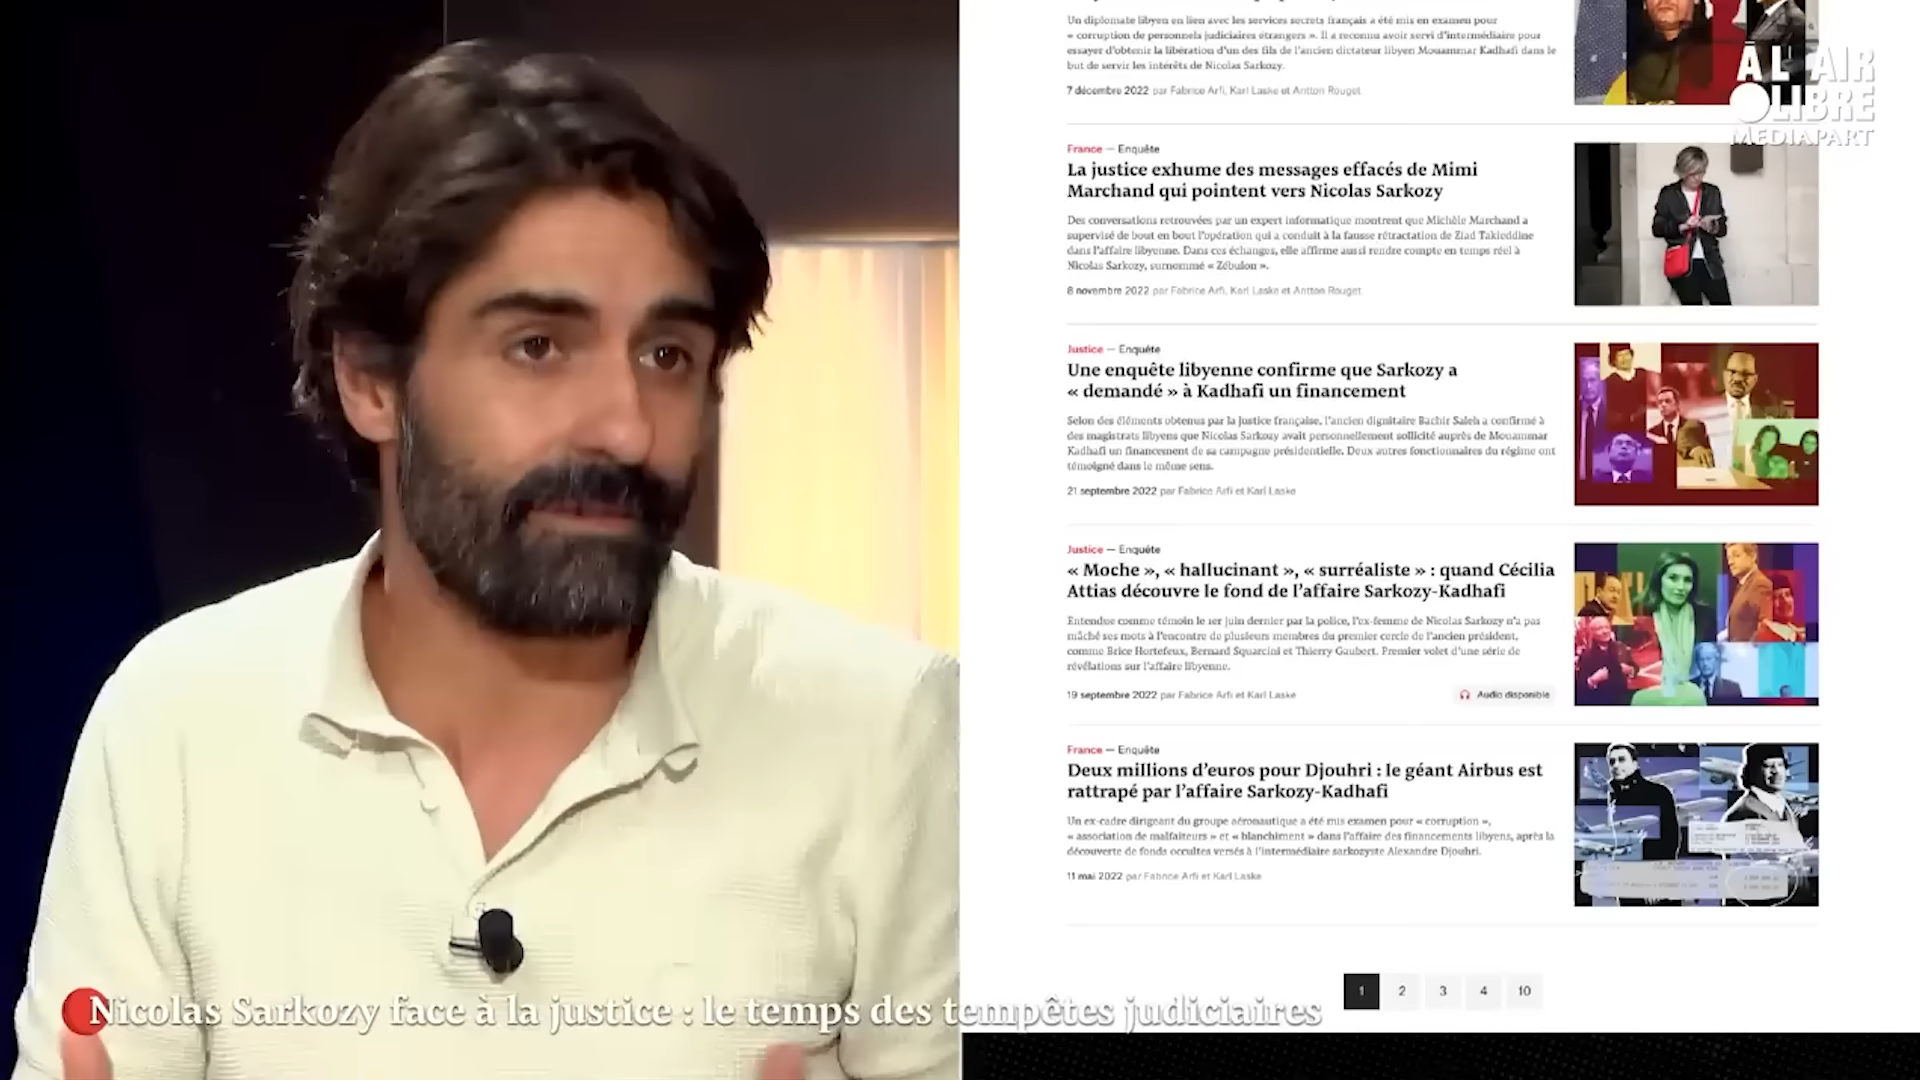 Un diplomate libyen en lien avec les services secrets français a été mis en examen pour
« corruption de personnels judiciaires étrangers ». Il a reconnu avoir servi d'intermédiaire pour
essayer d'obtenir la libération d'un des fils de l'ancien dictateur libyen Mouammar Kadhafi dans le
but de servir les intérêts de Nicolas Sarkozy.
7 décembre 2022 par Fabrice Arfi, Karl Laske et Antton Rouget
À L'AIR
LIBRE
MEDIAPART
France — Enquête
La justice exhume des messages effacés de Mimi
Marchand qui pointent vers Nicolas Sarkozy
Des conversations retrouvées par un expert informatique montrent que Michèle Marchand a
supervisé de bout en bout l'opération qui a conduit à la fausse rétractation de Ziad Takieddine
dans l'affaire libyenne. Dans ces échanges, elle affirme aussi rendre compte en temps réel à
Nicolas Sarkozy, surnommé « Zébulon ».
8 novembre 2022 par Fabrice Arfi, Karl Laske et Antton Rouget
Justice — Enquête
Une enquête libyenne confirme que Sarkozy a
« demandé » à Kadhafi un financement
Selon des éléments obtenus par la justice française, l'ancien dignitaire Bachir Saleh a confirmé à
des magistrats libyens que Nicolas Sarkozy avait personnellement sollicité auprès de Mouammar
Kadhafi un financement de sa campagne présidentielle. Deux autres fonctionnaires du régime ont
témoigné dans le même sens.
21 septembre 2022 par Fabrice Arfi et Karl Laske
Justice — Enquête
« Moche », « hallucinant », « surréaliste » : quand Cécilia
Attias découvre le fond de l'affaire Sarkozy-Kadhafi
Entendue comme témoin le 1er juin dernier par la police, l'ex-femme de Nicolas Sarkozy n'a pas
mâché ses mots à l'encontre de plusieurs membres du premier cercle de l'ancien président,
comme Brice Hortefeux, Bernard Squarcini et Thierry Gaubert. Premier volet d'une série de
révélations sur l'affaire libyenne.
19 septembre 2022 par Fabrice Arfi et Karl Laske
Audio disponible
France — Enquête
Deux millions d'euros pour Djouhri : le géant Airbus est
rattrapé par l'affaire Sarkozy-Kadhafi
Un ex-cadre dirigeant du groupe aéronautique a été mis examen pour « corruption »,
« association de malfaiteurs » et « blanchiment » dans l'affaire des financements libyens, après la
découverte de fonds occultes versés à l'intermédiaire sarkozyste Alexandre Djouhri.
11 mai 2022 par Fabrice Arfi et Karl Laske
1 2 3 4 10
Nicolas Sarkozy face à la justice : le temps des tempêtes judiciaires